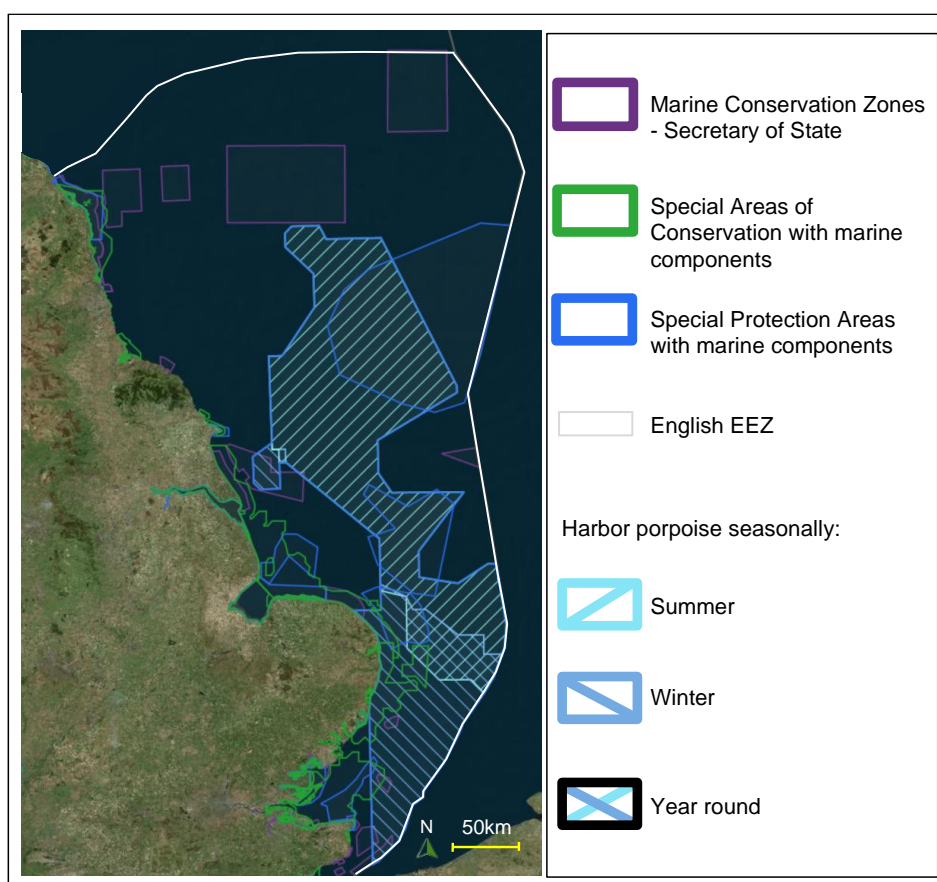 Marine Conservation Zones
- Secretary of State
Special Areas of
Conservation with marine
components
Special Protection Areas
with marine components
English EEZ
Harbor porpoise seasonally:
Summer
Winter
Year round
N
50km